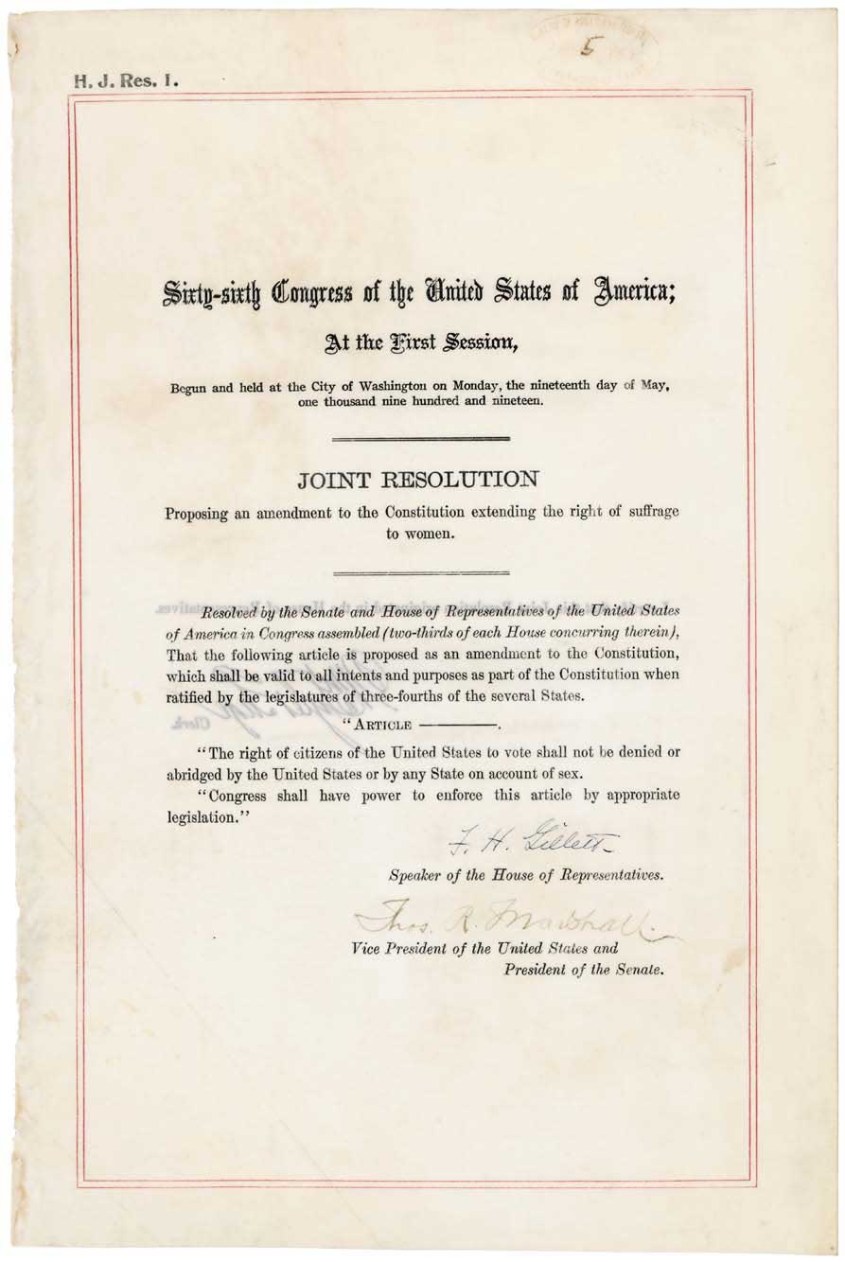 5
H. J. Res. 1.
Sixty-sixth Congress of the United States of America;
At the First Session,
Begun and held at the City of Washington on Monday, the nineteenth day of May,
one thousand nine hundred and nineteen.
JOINT RESOLUTION
Proposing an amendment to the Constitution extending the right of suffrage
to women.
Resolved by the Senate and House of Representatives of the United States
of America in Congress assembled (two-thirds of each House concurring therein),
That the following article is proposed as an amendment to the Constitution,
which shall be valid to all intents and purposes as part of the Constitution when
ratified by the legislatures of three-fourths of the several States.
"ARTICLE ————.
"The right of citizens of the United States to vote shall not be denied or
abridged by the United States or by any State on account of sex.
"Congress shall have power to enforce this article by appropriate
legislation."
F. H. Gillett
Speaker of the House of Representatives.
Thos. R. Marshall.
Vice President of the United States and
President of the Senate.